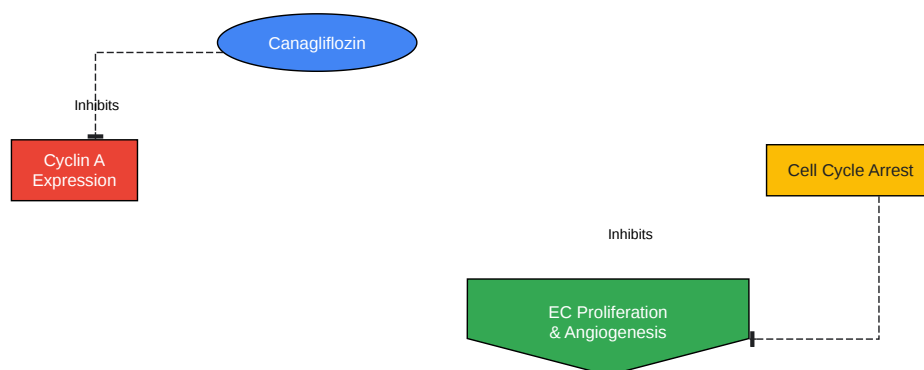 Canagliflozin
Inhibits
Cyclin A
Expression
Cell Cycle Arrest
Inhibits
EC Proliferation
& Angiogenesis